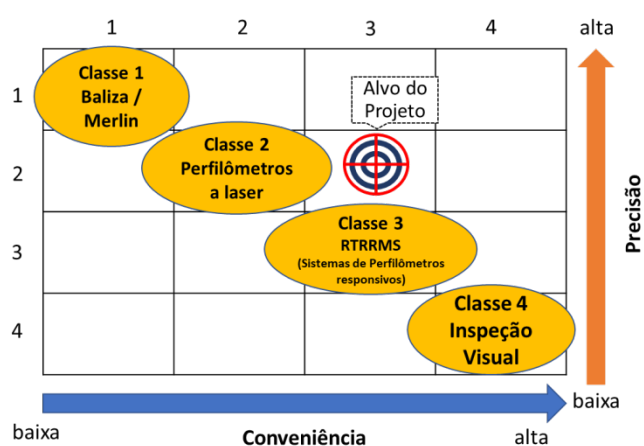 1 2 3 4 alta
1
Classe 1
Baliza /
Merlin
Alvo do
Projeto
2
Classe 2
Perfilômetros
a laser
3
Classe 3
RTRRMS
(Sistemas de Perfilômetros
responsivos)
4
Classe 4
Inspeção
Visual
Precisão
baixa
baixa Conveniência alta